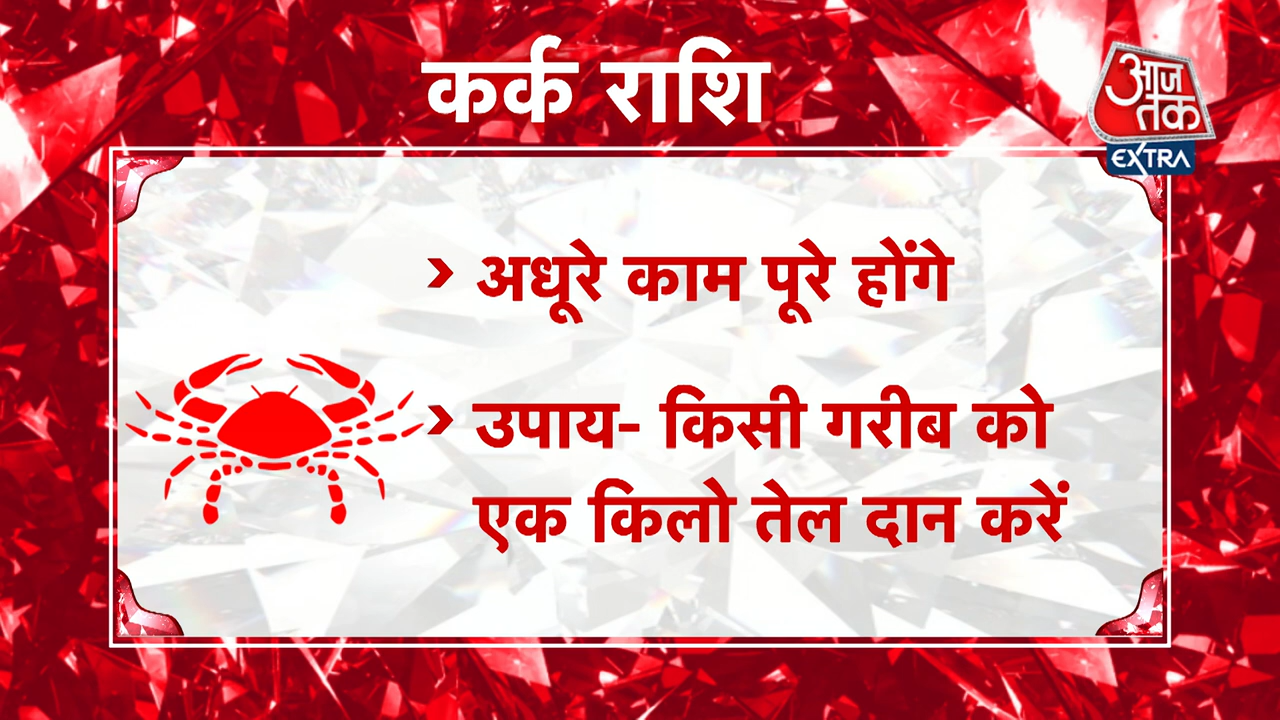 कर्क राशि
आज
तक
EXTRA
> अधूरे काम पूरे होंगे
> उपाय- किसी गरीब को
एक किलो तेल दान करें